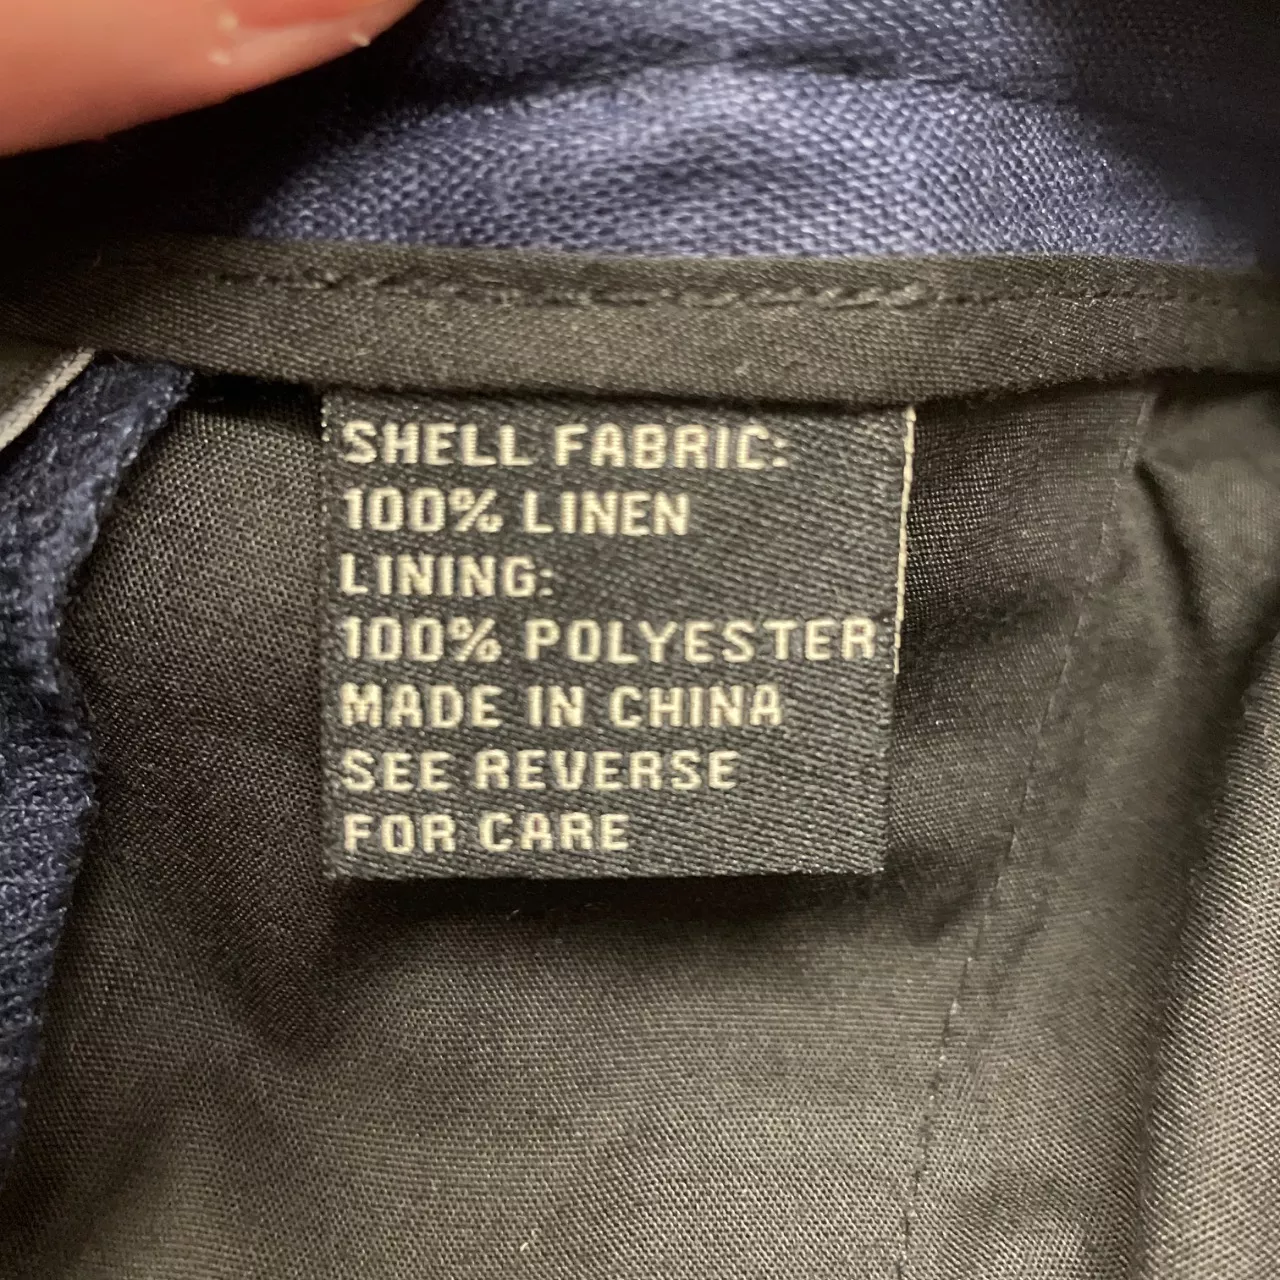 SHELL FABRIC:
100% LINEN
LINING:
100% POLYESTER
MADE IN CHINA
SEE REVERSE
FOR CARE